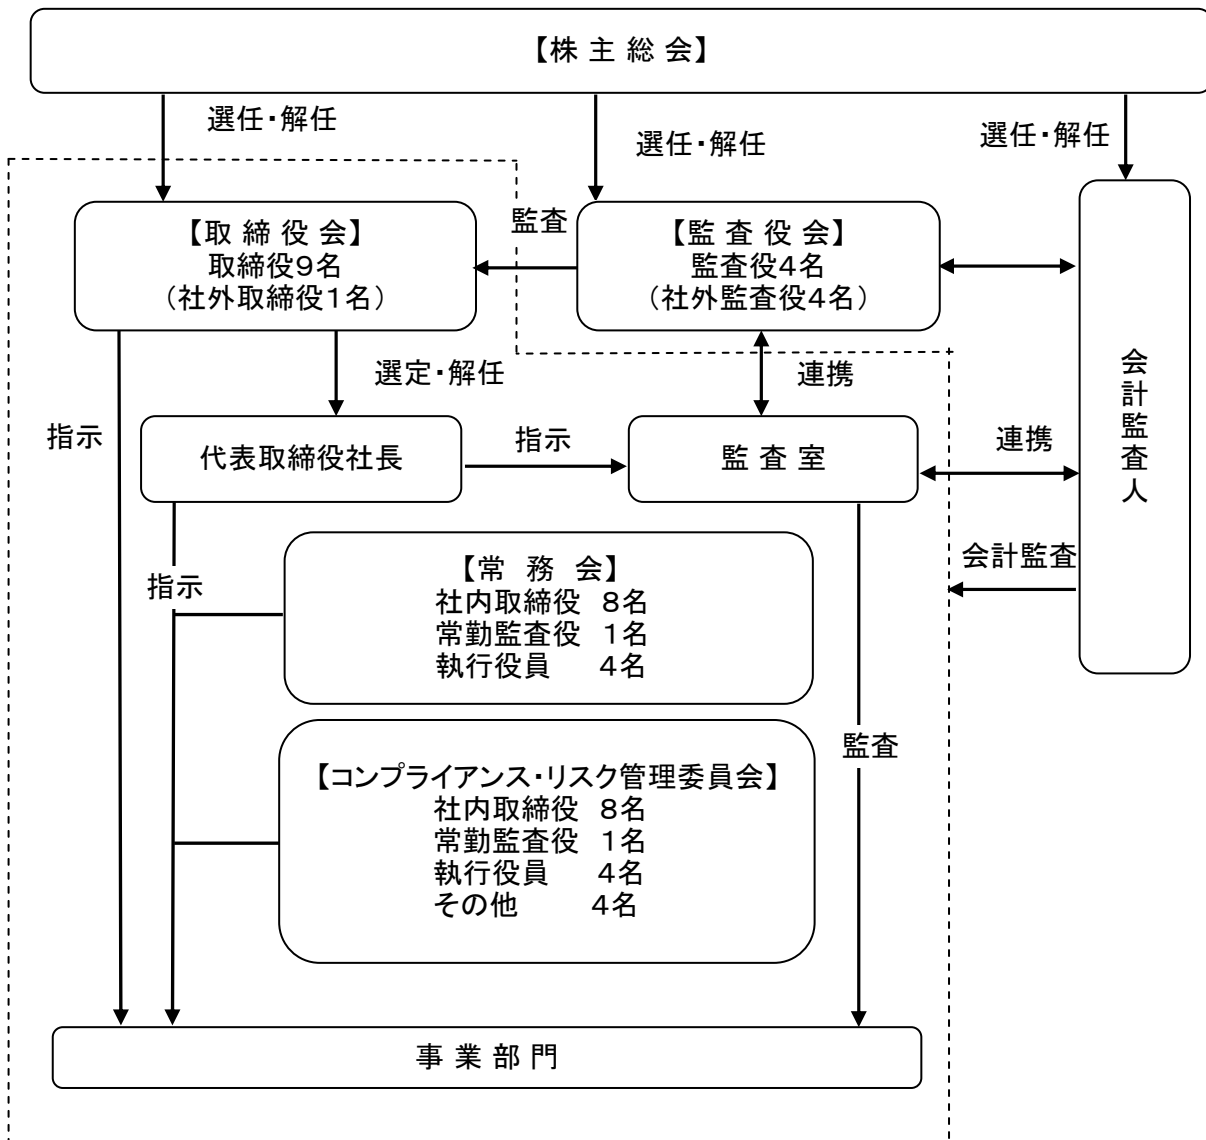 【株 主 総 会】
選任・解任
選任・解任
選任・解任
【取 締 役 会】
取締役９名
（社外取締役１名）
監査
【監 査 役 会】
監査役４名
（社外監査役４名）
会計監査人
選定・解任
連携
指示
代表取締役社長
指示
監 査 室
連携
会計監査
指示
【常　務　会】
社内取締役　８名
常勤監査役　１名
執行役員　　４名
監査
【コンプライアンス・リスク管理委員会】
社内取締役　８名
常勤監査役　１名
執行役員　　４名
その他　　　４名
事 業 部 門